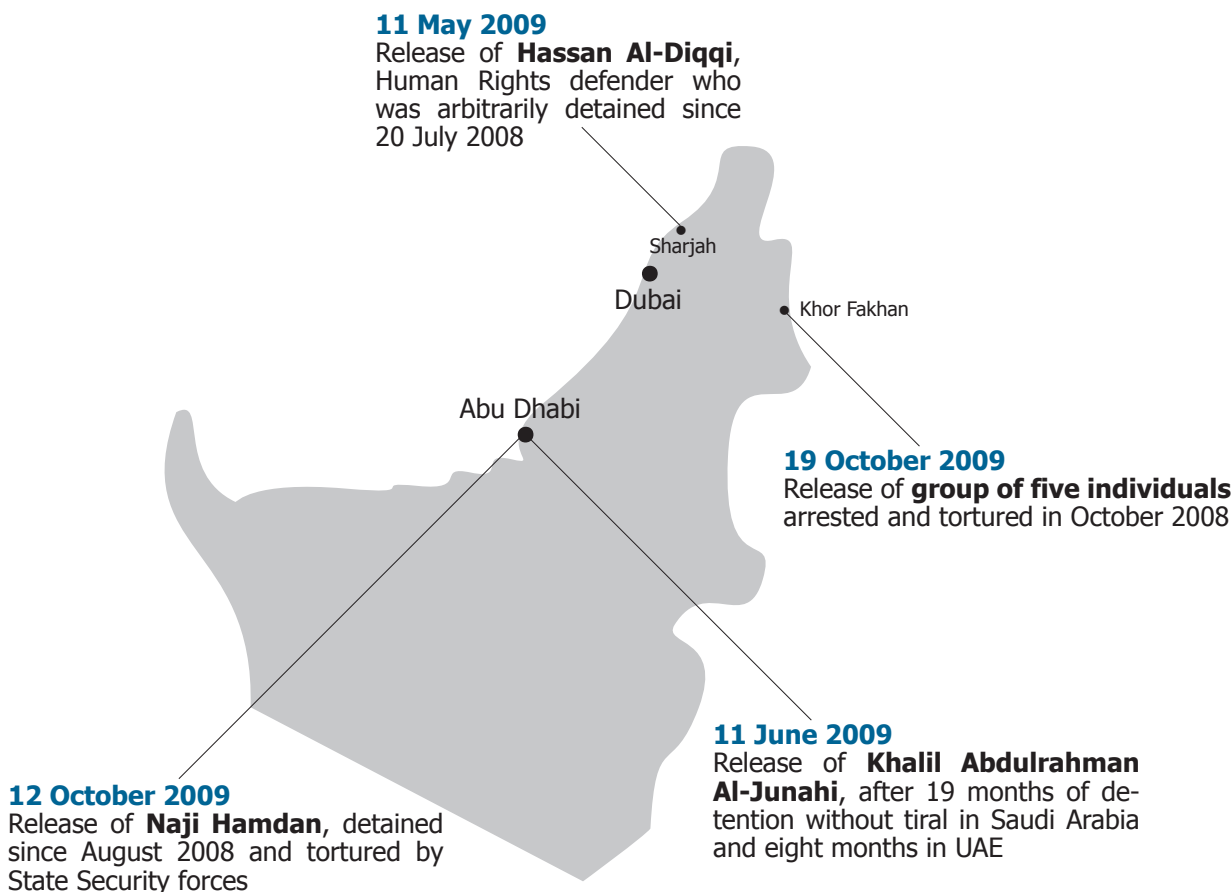 11 May 2009
Release of Hassan Al-Diqqi,
Human Rights defender who
was arbitrarily detained since
20 July 2008
Sharjah
Dubai
Khor Fakhan
Abu Dhabi
19 October 2009
Release of group of five individuals
arrested and tortured in October 2008
11 June 2009
Release of Khalil Abdulrahman
Al-Junahi, after 19 months of de-
tention without tiral in Saudi Arabia
and eight months in UAE
12 October 2009
Release of Naji Hamdan, detained
since August 2008 and tortured by
State Security forces